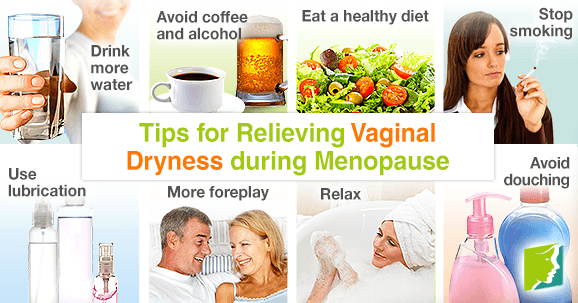 Drink
more
water
Avoid coffee
and alcohol
Eat a healthy diet
Stop
smoking
Tips for Relieving Vaginal
Dryness during Menopause
Use
lubrication
More foreplay
Relax
Avoid
douching